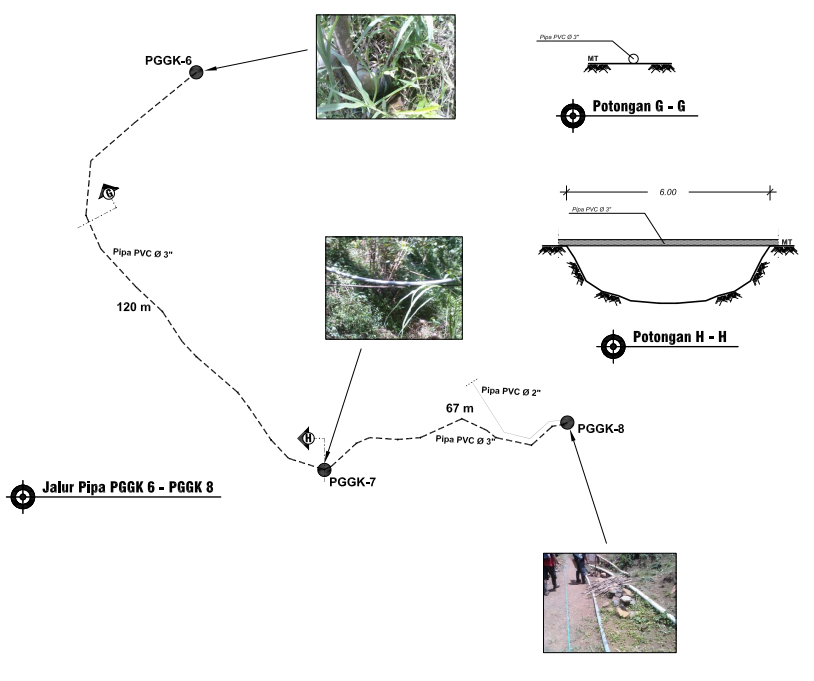 PGGK-6
Pipa PVC Ø 3"
MT
Potongan G - G
6.00
Pipa PVC Ø 3"
MT
Potongan H - H
G
Pipa PVC Ø 3"
120 m
Pipa PVC Ø 2"
67 m
Pipa PVC Ø 3"
PGGK-8
H
PGGK-7
Jalur Pipa PGGK 6 - PGGK 8